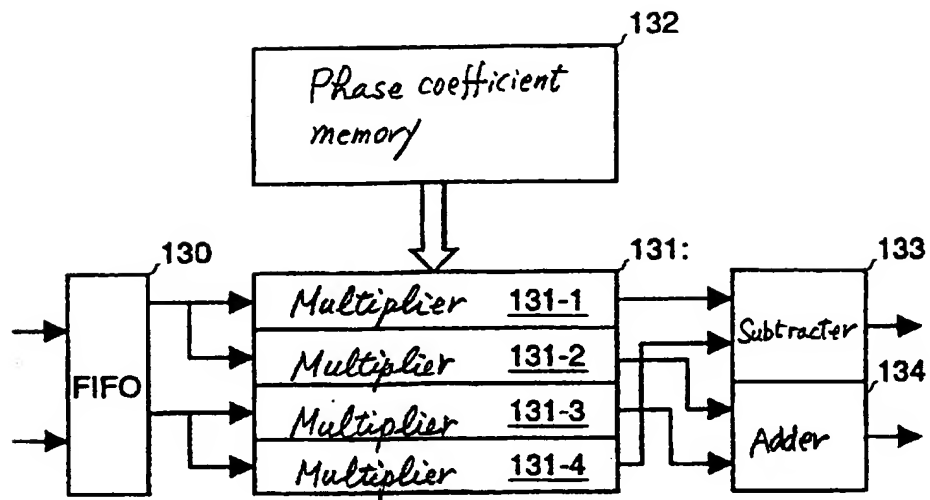 132
Phase coefficient
memory
130
131:
133
Multiplier 131-1
Subtracter
Multiplier 131-2
134
FIFO
Multiplier 131-3
Adder
Multiplier 131-4